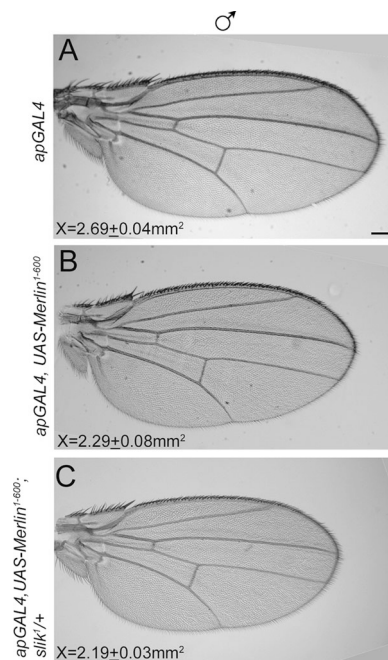 ♂
A
apGAL4
X=2.69±0.04mm²
B
apGAL4, UAS-Merlin¹⁻⁶⁰⁰
X=2.29±0.08mm²
C
apGAL4,UAS-Merlin¹⁻⁶⁰⁰;
slik¹/+
X=2.19±0.03mm²